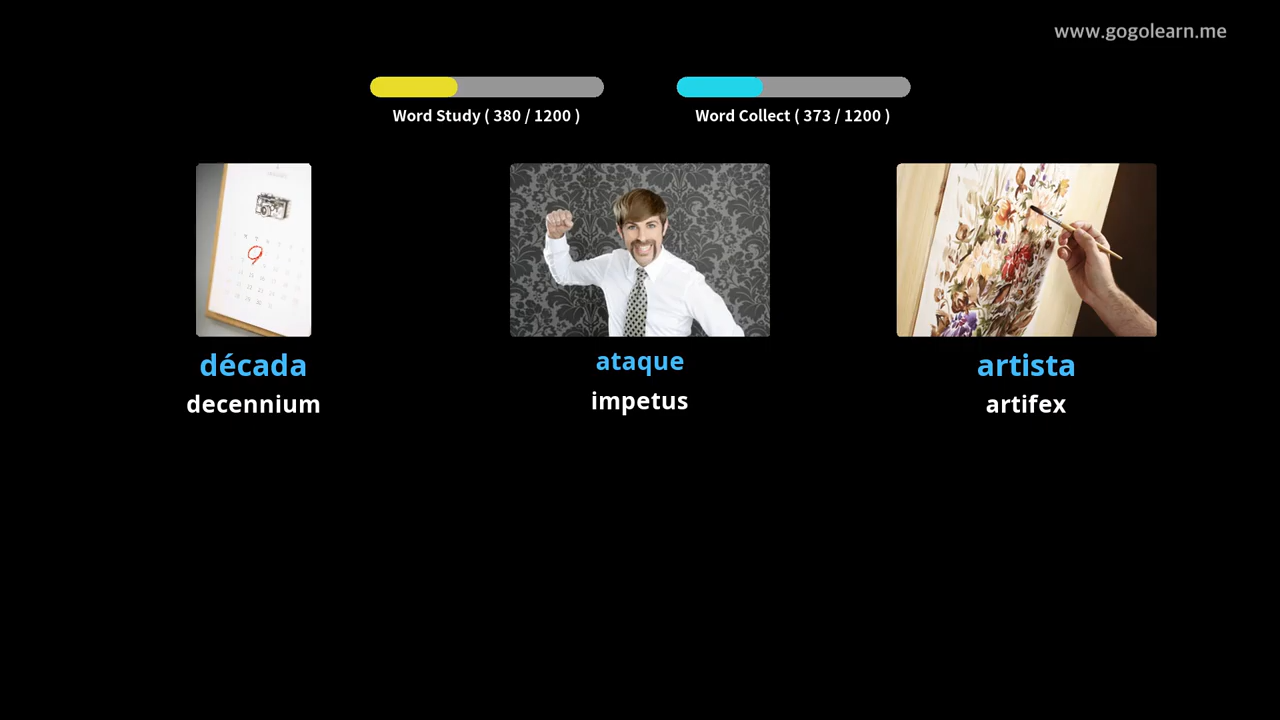 www.gogolearn.me
Word Study ( 380 / 1200 )
Word Collect ( 373 / 1200 )
década
ataque
artista
decennium
impetus
artifex